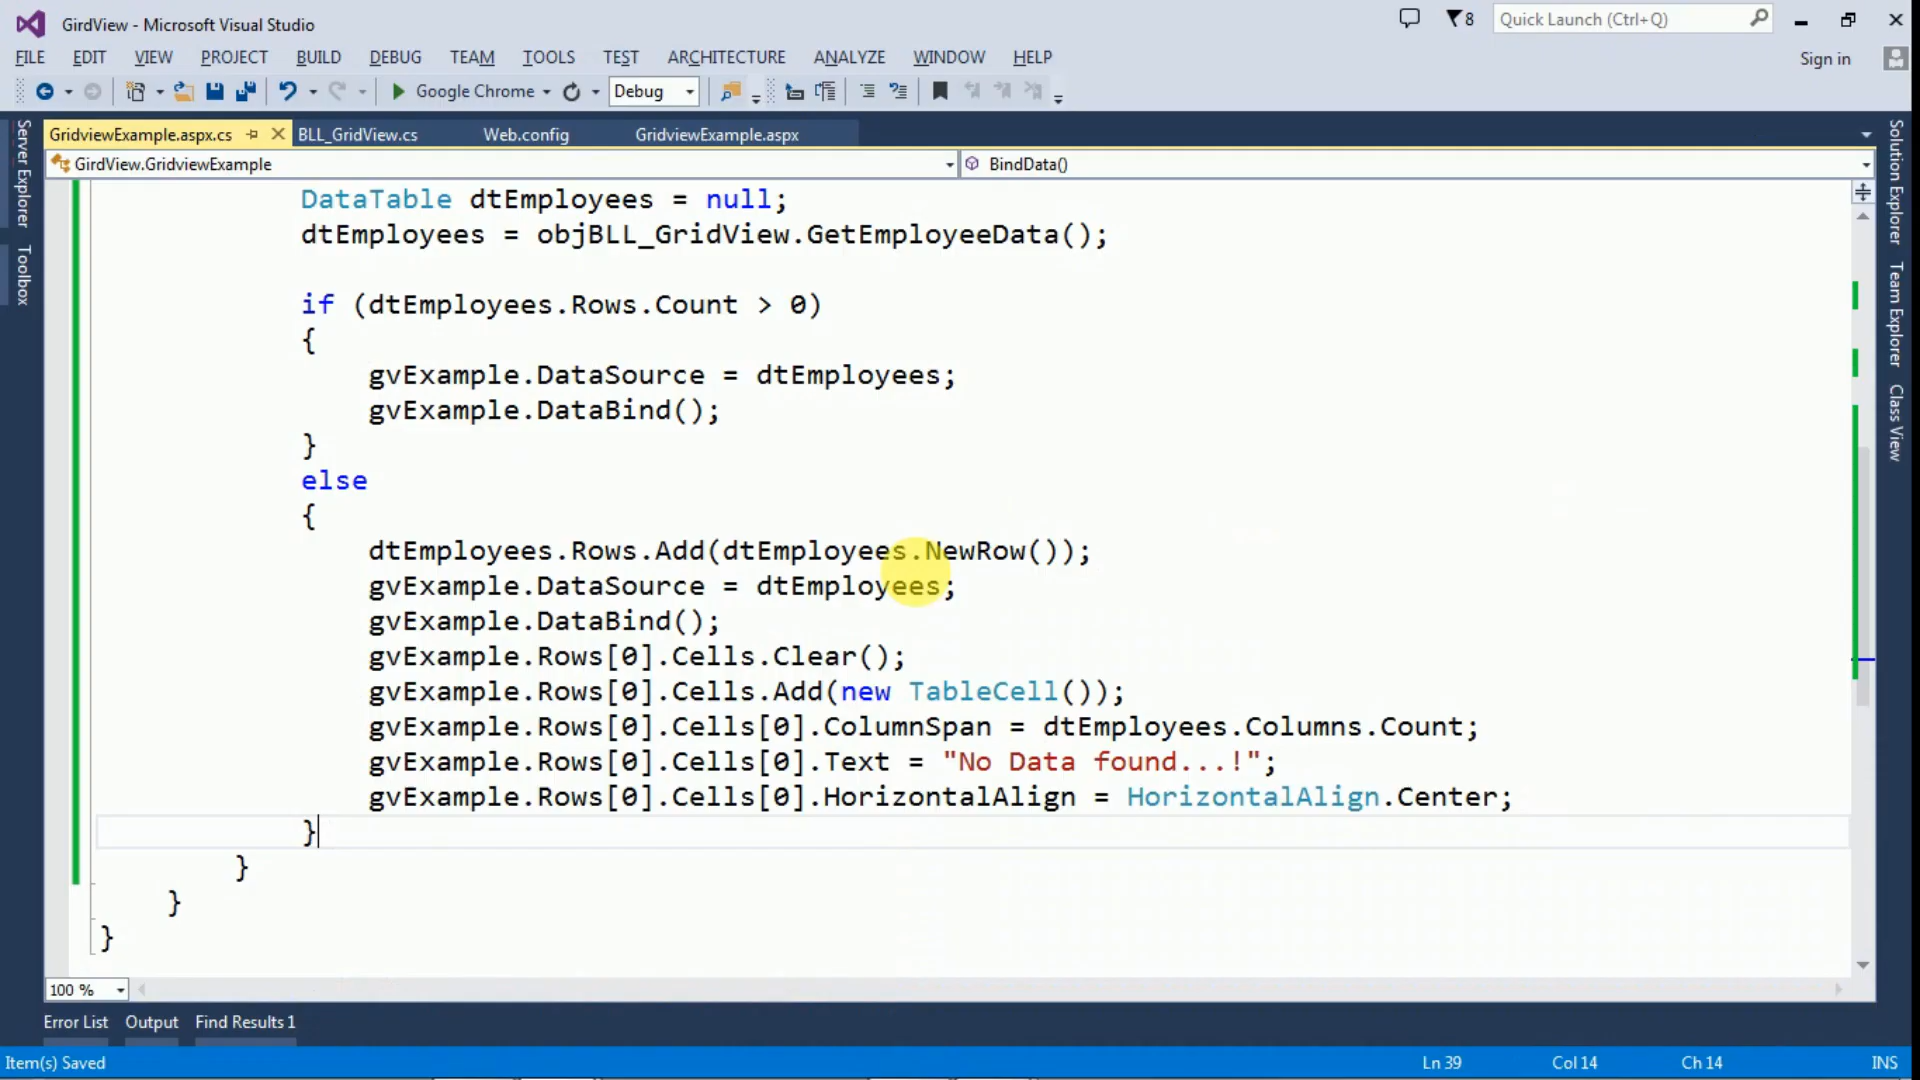 GirdView - Microsoft Visual Studio
8
Quick Launch (Ctrl+Q)
FILE EDIT VIEW PROJECT BUILD DEBUG TEAM TOOLS TEST ARCHITECTURE ANALYZE WINDOW HELP
Sign in
Google Chrome
Debug
GridviewExample.aspx.cs
BLL_GridView.cs
Web.config
GridviewExample.aspx
GirdView.GridviewExample
BindData()
Server Explorer
Toolbox
Solution Explorer
Team Explorer
Class View
DataTable dtEmployees = null;
dtEmployees = objBLL_GridView.GetEmployeeData();
if (dtEmployees.Rows.Count > 0)
{
gvExample.DataSource = dtEmployees;
gvExample.DataBind();
}
else
{
dtEmployees.Rows.Add(dtEmployees.NewRow());
gvExample.DataSource = dtEmployees;
gvExample.DataBind();
gvExample.Rows[0].Cells.Clear();
gvExample.Rows[0].Cells.Add(new TableCell());
gvExample.Rows[0].Cells[0].ColumnSpan = dtEmployees.Columns.Count;
gvExample.Rows[0].Cells[0].Text = "No Data found...!";
gvExample.Rows[0].Cells[0].HorizontalAlign = HorizontalAlign.Center;
}
}
}
}
100 %
Error List Output Find Results 1
Item(s) Saved
Ln 39
Col 14
Ch 14
INS